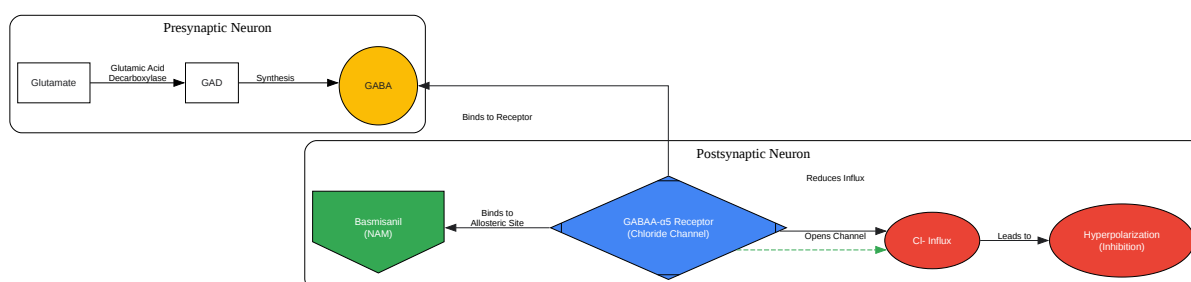 Presynaptic Neuron
Glutamate
Glutamic Acid
Decarboxylase
GAD
Synthesis
GABA
Binds to Receptor
Postsynaptic Neuron
Reduces Influx
Basmisanil
(NAM)
Binds to
Allosteric Site
GABAA-α5 Receptor
(Chloride Channel)
Opens Channel
Cl- Influx
Leads to
Hyperpolarization
(Inhibition)